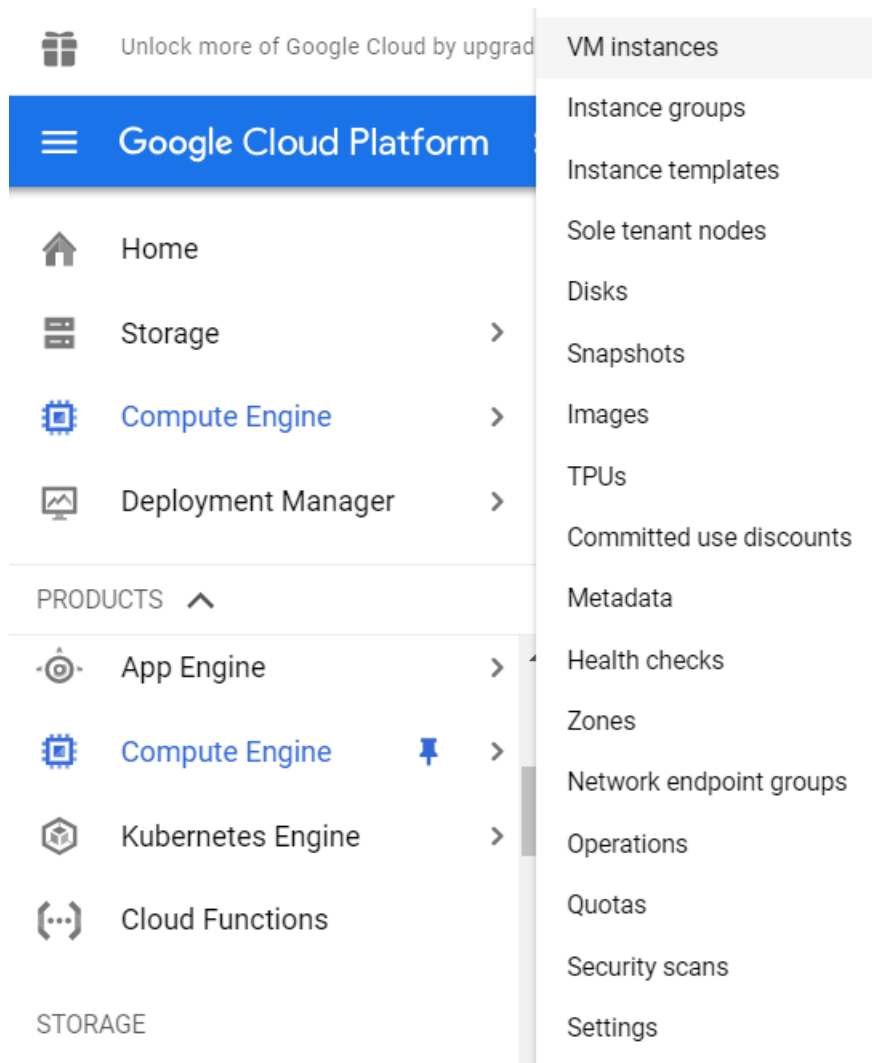 Unlock more of Google Cloud by upgrad
Google Cloud Platform
Home
Storage
Compute Engine
Deployment Manager
PRODUCTS
App Engine
Compute Engine
Kubernetes Engine
Cloud Functions
STORAGE
VM instances
Instance groups
Instance templates
Sole tenant nodes
Disks
Snapshots
Images
TPUs
Committed use discounts
Metadata
Health checks
Zones
Network endpoint groups
Operations
Quotas
Security scans
Settings